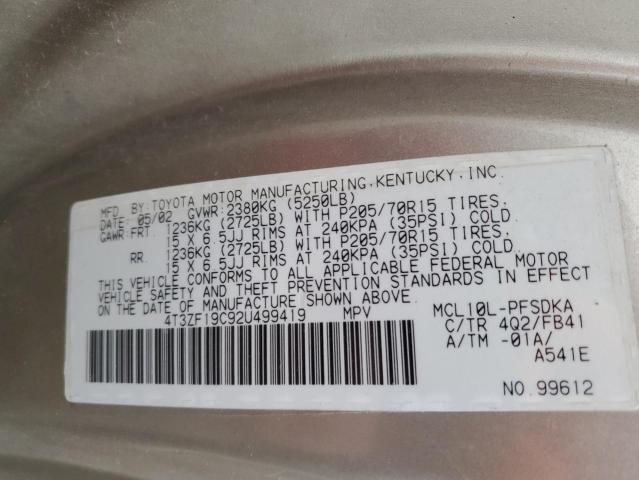 MFD. BY:TOYOTA MOTOR MANUFACTURING,KENTUCKY,INC.
DATE: 05/02 GVWR:2380KG (5250LB)
GAWR:FRT. 1236KG (2725LB) WITH P205/70R15 TIRES,
15 X 6.5JJ RIMS AT 240KPA (35PSI) COLD.
RR. 1236KG (2725LB) WITH P205/70R15 TIRES,
15 X 6.5JJ RIMS AT 240KPA (35PSI) COLD.
THIS VEHICLE CONFORMS TO ALL APPLICABLE FEDERAL MOTOR
VEHICLE SAFETY AND THEFT PREVENTION STANDARDS IN EFFECT
ON THE DATE OF MANUFACTURE SHOWN ABOVE.
4T3ZF19C92U499419 MPV MCL10L-PFSDKA
C/TR 4Q2/FB41
A/TM -01A/
A541E
NO.99612